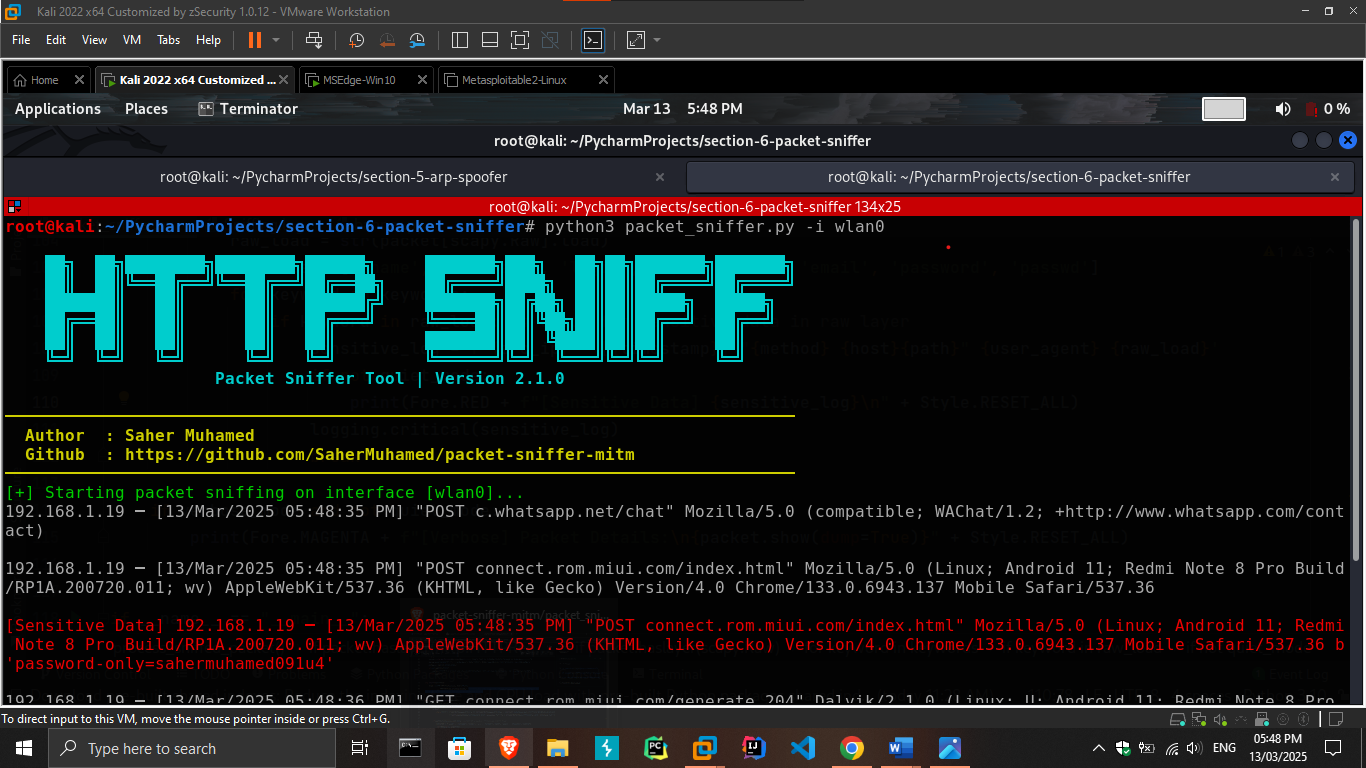 Kali 2022 x64 Customized by zSecurity 1.0.12 - VMware Workstation
File Edit View VM Tabs Help
Home Kali 2022 x64 Customized ... MSEdge-Win10 Metasploitable2-Linux
Applications Places Terminator Mar 13 5:48 PM 0 %
root@kali: ~/PycharmProjects/section-6-packet-sniffer
root@kali: ~/PycharmProjects/section-5-arp-spoofer root@kali: ~/PycharmProjects/section-6-packet-sniffer
root@kali: ~/PycharmProjects/section-6-packet-sniffer 134x25
root@kali:~/PycharmProjects/section-6-packet-sniffer# python3 packet_sniffer.py -i wlan0
HTTP SNIFF
Packet Sniffer Tool | Version 2.1.0
Author : Saher Muhamed
Github : https://github.com/SaherMuhamed/packet-sniffer-mitm
[+] Starting packet sniffing on interface [wlan0]...
192.168.1.19 — [13/Mar/2025 05:48:35 PM] "POST c.whatsapp.net/chat" Mozilla/5.0 (compatible; WAChat/1.2; +http://www.whatsapp.com/cont
act)
192.168.1.19 — [13/Mar/2025 05:48:35 PM] "POST connect.rom.miui.com/index.html" Mozilla/5.0 (Linux; Android 11; Redmi Note 8 Pro Build
/RP1A.200720.011; wv) AppleWebKit/537.36 (KHTML, like Gecko) Version/4.0 Chrome/133.0.6943.137 Mobile Safari/537.36
[Sensitive Data] 192.168.1.19 — [13/Mar/2025 05:48:35 PM] "POST connect.rom.miui.com/index.html" Mozilla/5.0 (Linux; Android 11; Redmi
Note 8 Pro Build/RP1A.200720.011; wv) AppleWebKit/537.36 (KHTML, like Gecko) Version/4.0 Chrome/133.0.6943.137 Mobile Safari/537.36 b
'password-only=sahermuhamed091u4'
192.168.1.19 — [13/Mar/2025 05:48:36 PM] "GET connect.rom.miui.com/generate_204" Dalvik/2.1.0 (Linux; U; Android 11; Redmi Note 8 Pro
To direct input to this VM, move the mouse pointer inside or press Ctrl+G.
Type here to search
ENG
05:48 PM
13/03/2025